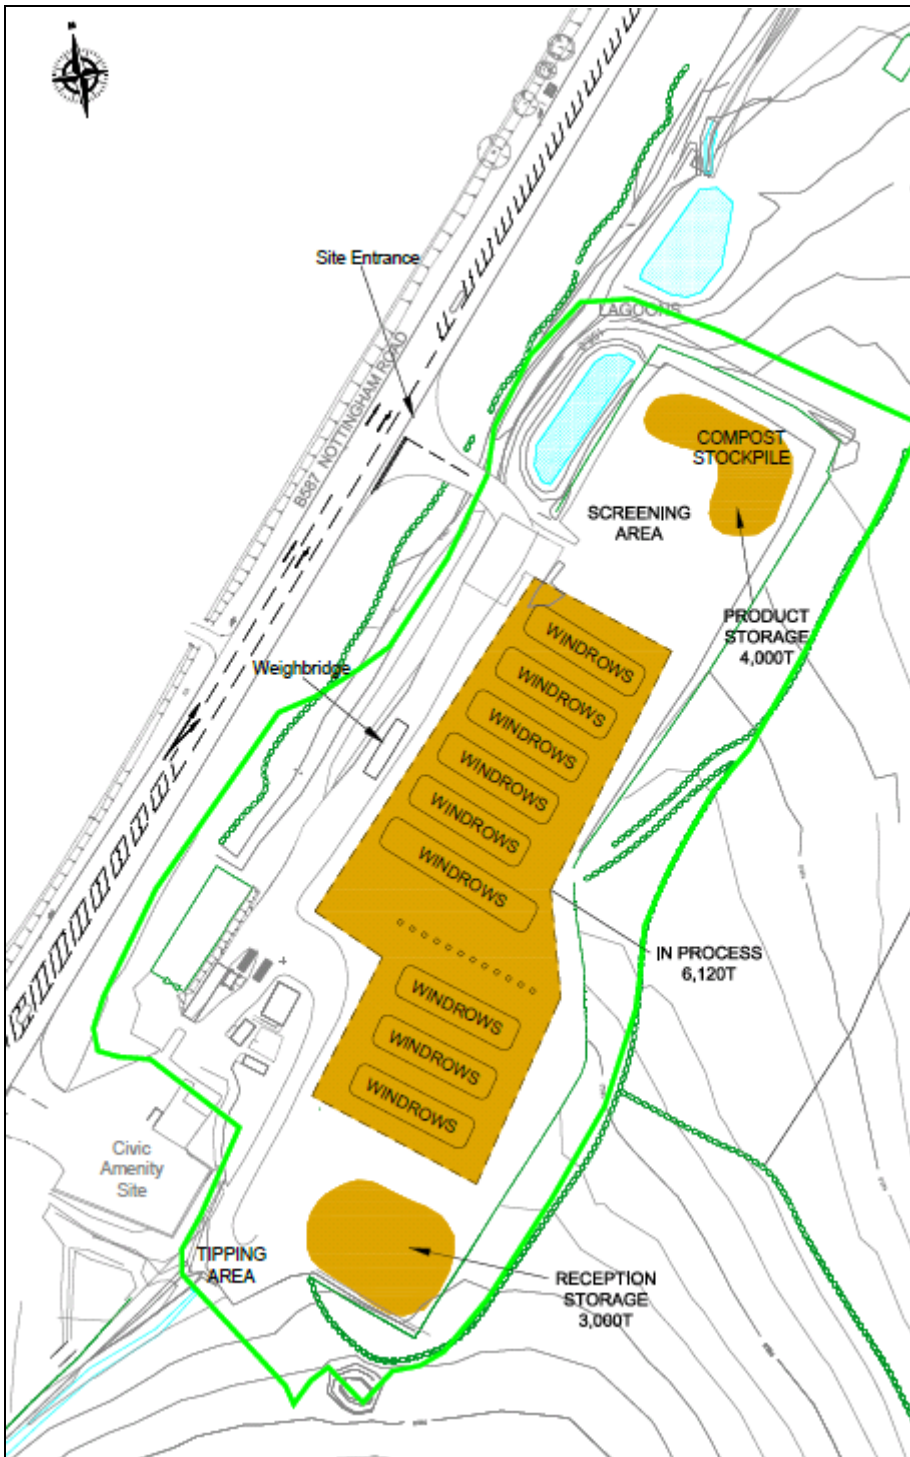 N
Site Entrance
LAGOONS
B587 NOTTINGHAM ROAD
COMPOST
STOCKPILE
SCREENING
AREA
PRODUCT
STORAGE
4,000T
WINDROWS
WINDROWS
Weighbridge
WINDROWS
WINDROWS
WINDROWS
WINDROWS
IN PROCESS
6,120T
WINDROWS
WINDROWS
WINDROWS
Civic
Amenity
Site
TIPPING
AREA
RECEPTION
STORAGE
3,000T